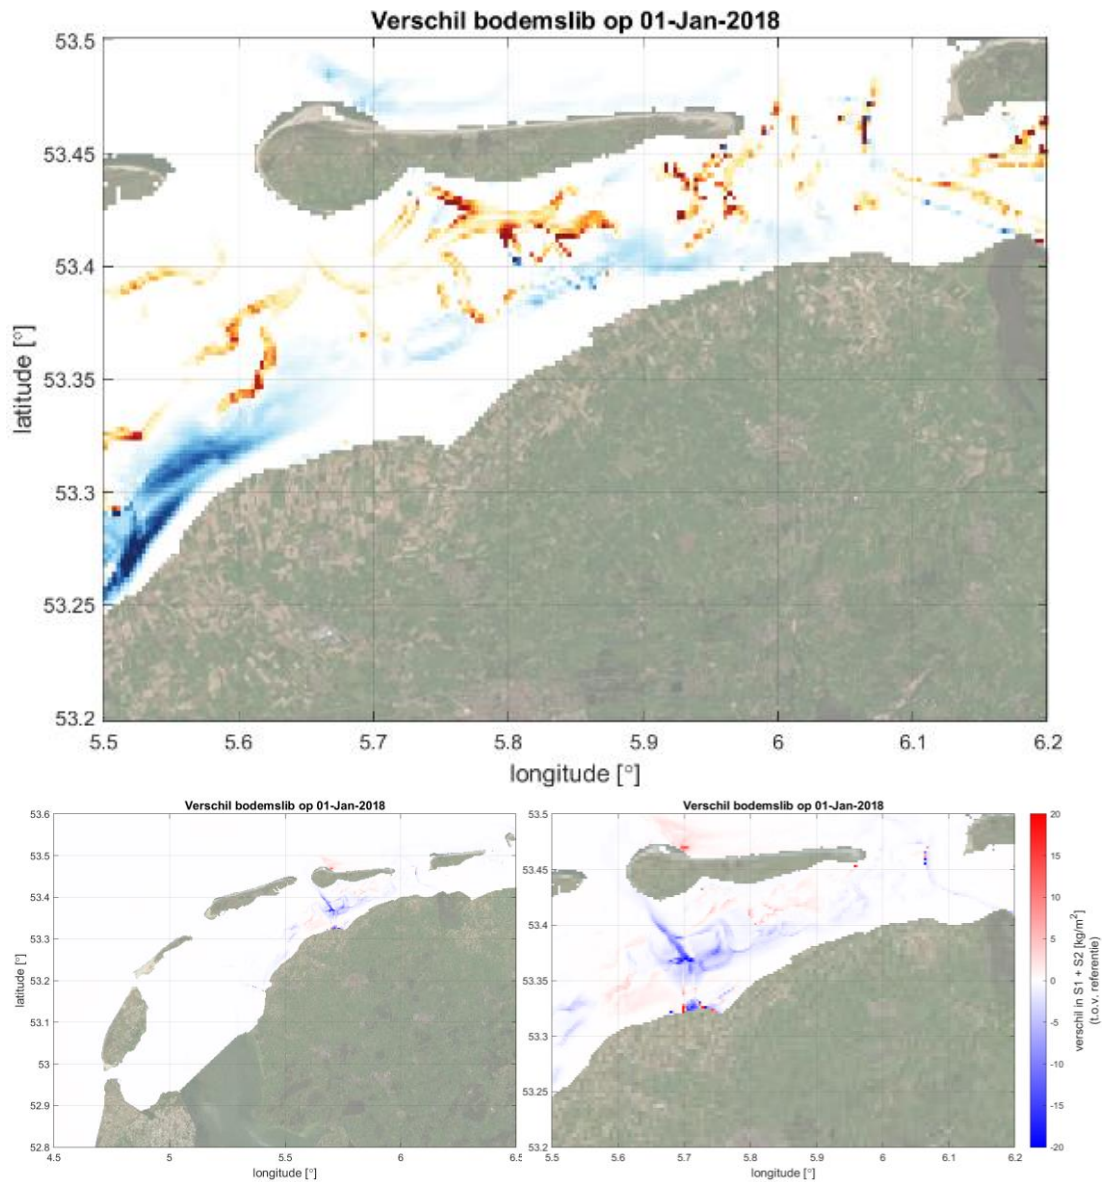 Verschil bodemslib op 01-Jan-2018
53.5
53.45
53.4
53.35
53.3
53.25
53.2
latitude [°]
5.5 5.6 5.7 5.8 5.9 6 6.1 6.2
longitude [°]
Verschil bodemslib op 01-Jan-2018
53.6
53.5
53.4
53.3
53.2
53.1
53
52.9
52.8
latitude [°]
4.5 5 5.5 6 6.5
longitude [°]
Verschil bodemslib op 01-Jan-2018
53.5
53.45
53.4
53.35
53.3
53.25
53.2
5.5 5.6 5.7 5.8 5.9 6 6.1 6.2
longitude [°]
20
15
10
5
0
-5
-10
-15
-20
verschil in S1 + S2 [kg/m²]
(t.o.v. referentie)